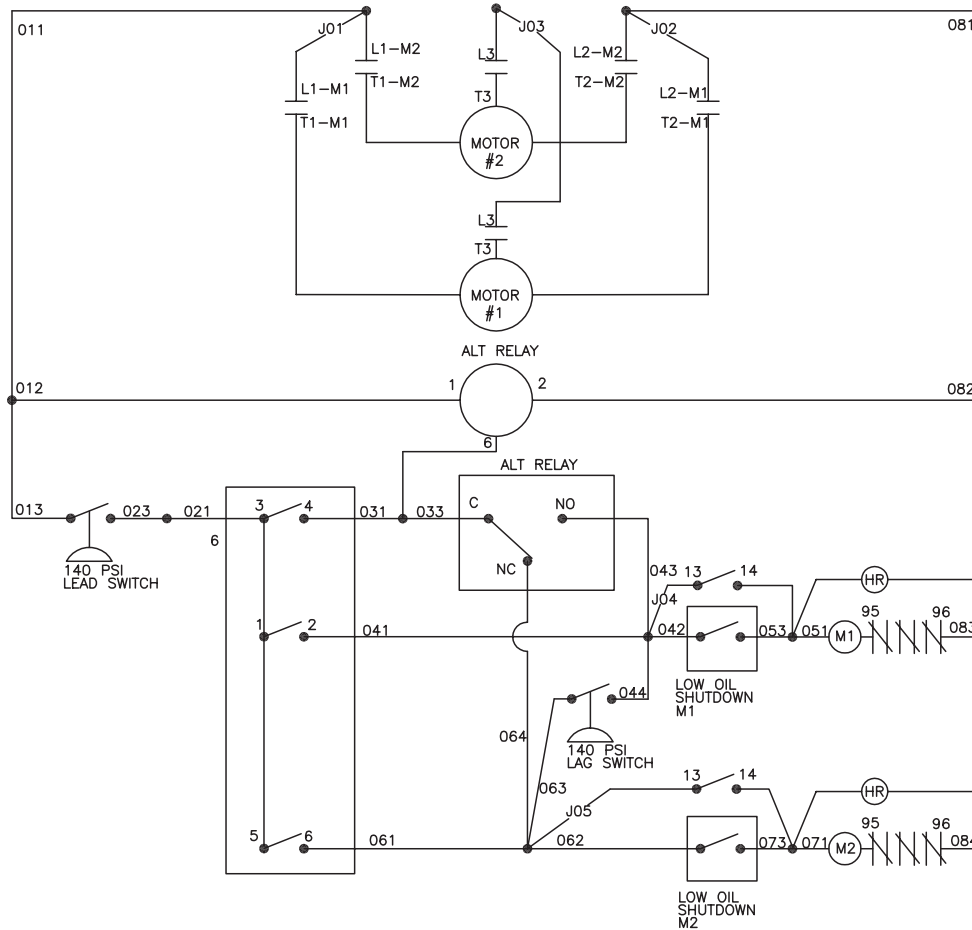 011
J01
J03
J02
081
L1-M2
L3
L2-M2
L1-M1
T1-M2
T2-M2
L2-M1
T1-M1
T3
T2-M1
MOTOR
#2
L3
T3
MOTOR
#1
ALT RELAY
012
1
2
082
6
ALT RELAY
013
023
021
3
4
031
033
C
NO
6
140 PSI
LEAD SWITCH
NC
043
13
14
HR
J04
95
96
1
2
041
042
053
051
M1
083
LOW OIL
SHUTDOWN
M1
044
064
140 PSI
LAG SWITCH
063
13
14
HR
J05
95
96
5
6
061
062
073
071
M2
084
LOW OIL
SHUTDOWN
M2